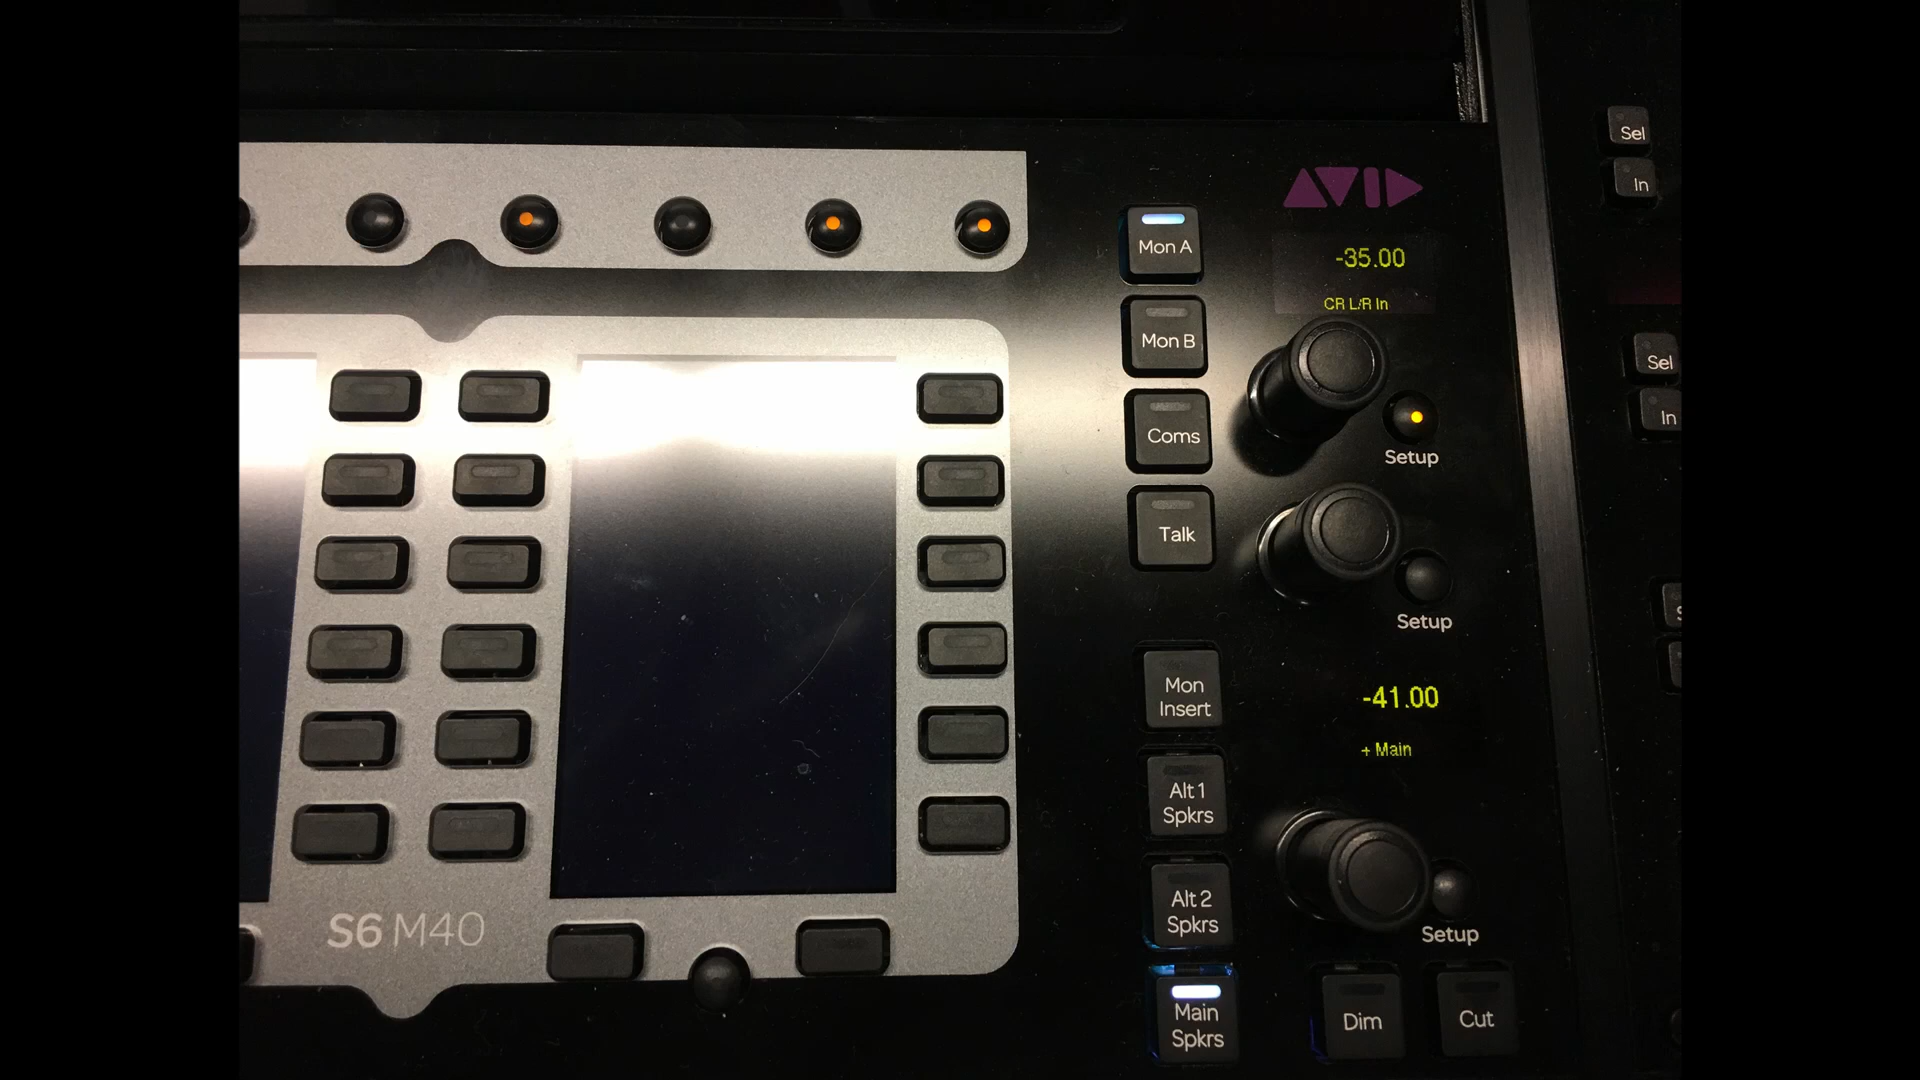 AVID
Sel
In
Mon A
-35.00
CR L/R In
Mon B
Sel
In
Coms
Setup
Talk
Setup
Mon
Insert
-41.00
+ Main
Alt 1
Spkrs
Alt 2
Spkrs
S6 M40
Setup
Main
Spkrs
Dim
Cut